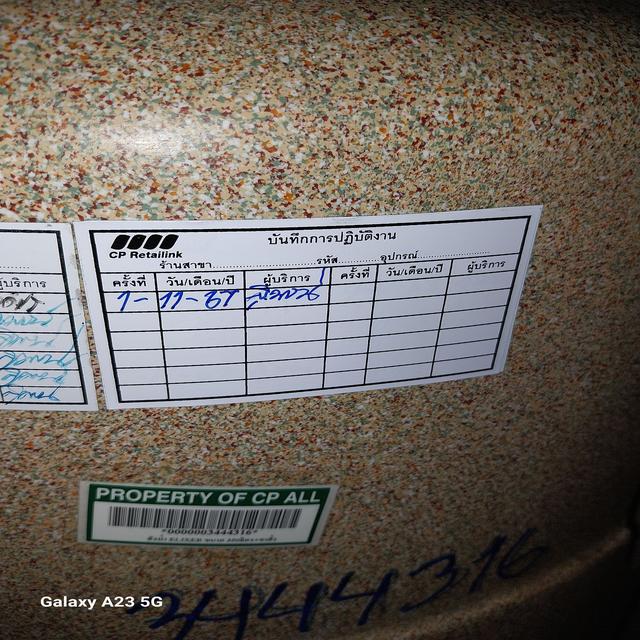 CP Retailink
บันทึกการปฏิบัติงาน
ร้านสาขา รหัส อุปกรณ์
ครั้งที่ วัน/เดือน/ปี ผู้บริการ ครั้งที่ วัน/เดือน/ปี ผู้บริการ
1-11-67
ผู้บริการ
PROPERTY OF CP ALL
*0000003444316*
3444316
Galaxy A23 5G